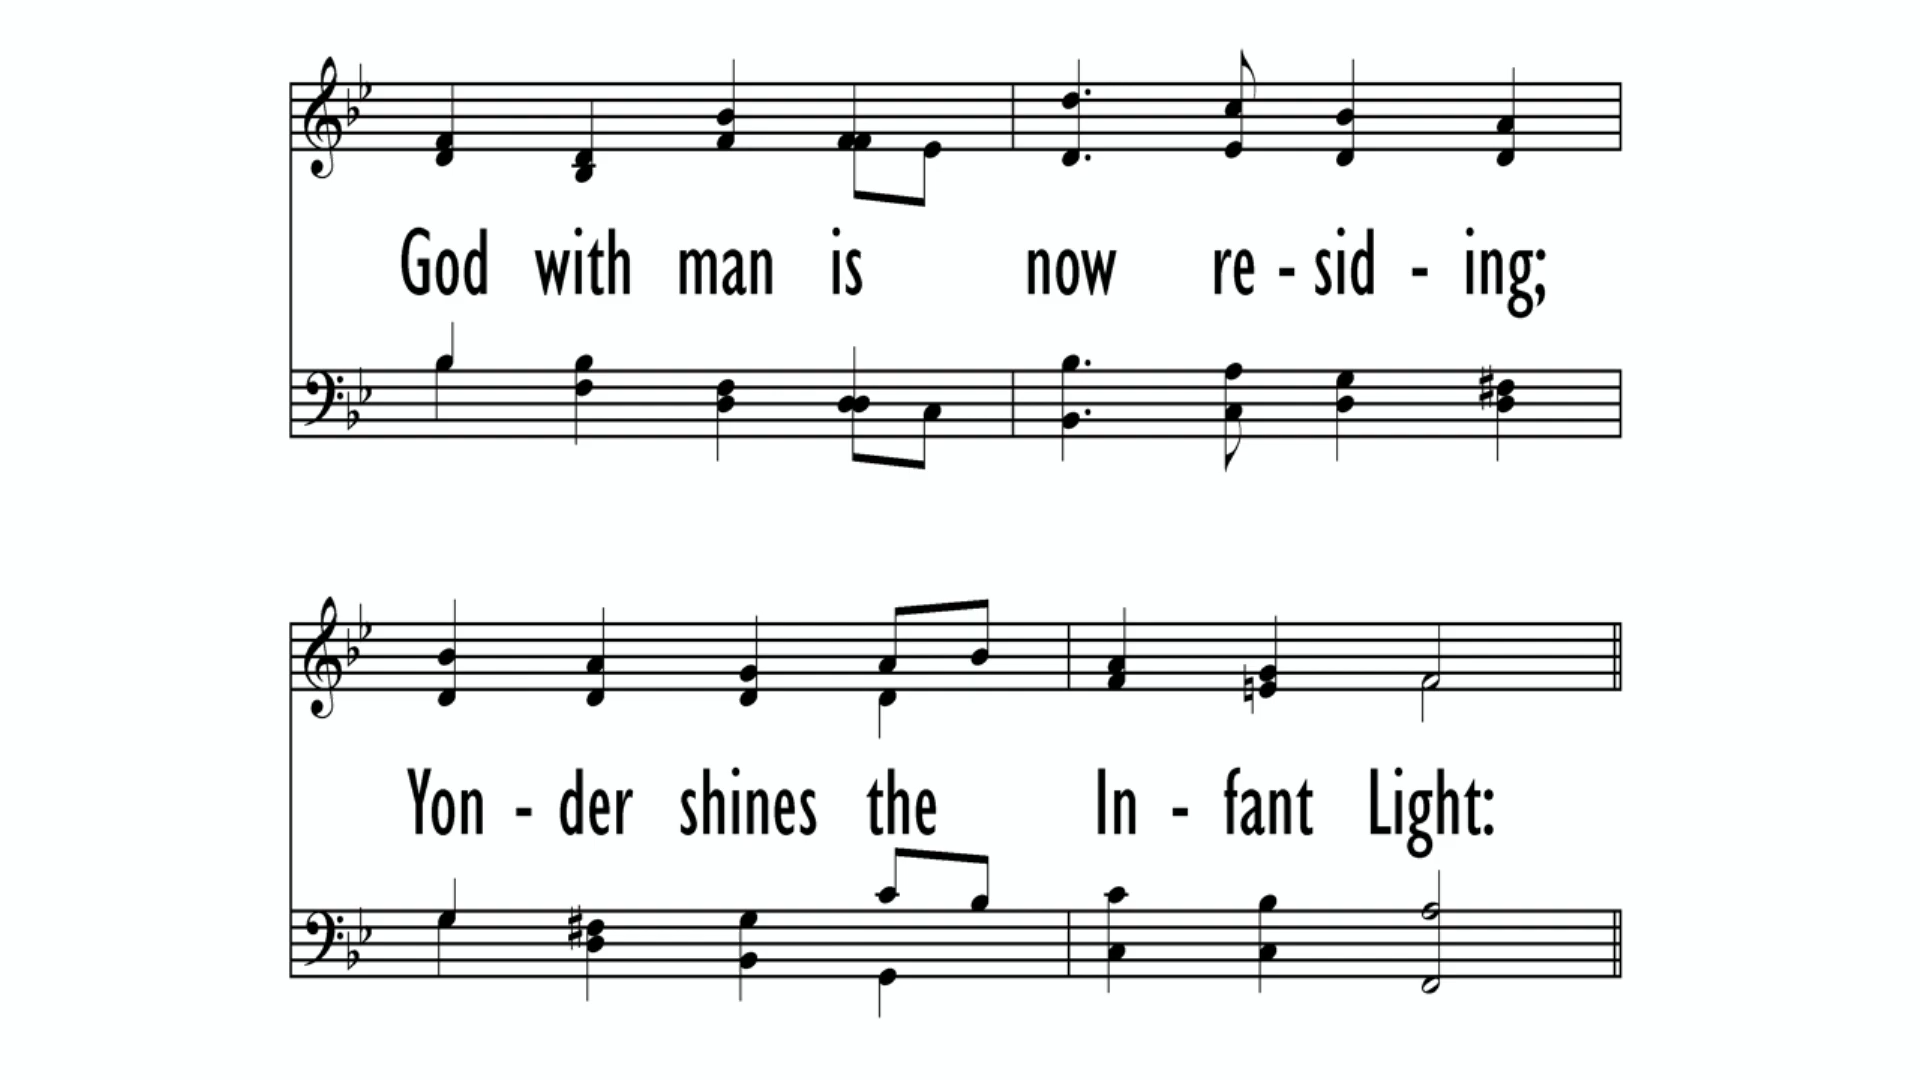 God with man is now re - sid - ing;
Yon - der shines the In - fant Light: